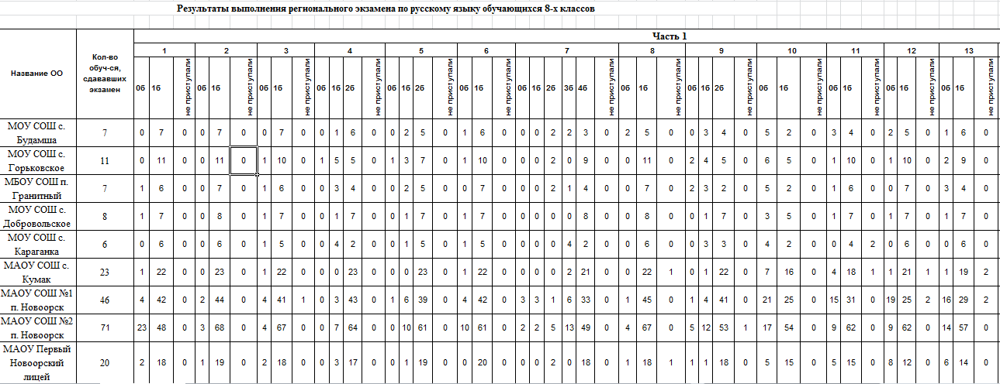 Результаты выполнения регионального экзамена по русскому языку обучающихся 8-х классов
Часть 1
Название ОО Кол-во обуч-ся, сдававших экзамен 1 2 3 4 5 6 7 8 9 10 11 12 13
0б 1б не приступали 0б 1б не приступали 0б 1б не приступали 0б 1б 2б не приступали 0б 1б 2б не приступали 0б 1б не приступали 0б 1б 2б 3б 4б не приступали 0б 1б не приступали 0б 1б 2б не приступали 0б 1б не приступали 0б 1б не приступали 0б 1б не приступали 0б 1б не приступали
МОУ СОШ с. Будамша 7 0 7 0 0 7 0 0 7 0 0 1 6 0 0 2 5 0 1 6 0 0 0 2 2 3 0 2 5 0 0 3 4 0 5 2 0 3 4 0 2 5 0 1 6 0
МОУ СОШ с. Горьковское 11 0 11 0 0 11 0 1 10 0 1 5 5 0 1 3 7 0 1 10 0 0 0 2 0 9 0 0 11 0 2 4 5 0 6 5 0 1 10 0 1 10 0 2 9 0
МБОУ СОШ п. Гранитный 7 1 6 0 0 7 0 1 6 0 0 3 4 0 0 2 5 0 0 7 0 0 0 2 1 4 0 0 7 0 2 3 2 0 5 2 0 1 6 0 0 7 0 3 4 0
МОУ СОШ с. Добровольское 8 1 7 0 0 8 0 1 7 0 0 1 7 0 0 1 7 0 1 7 0 0 0 0 0 8 0 0 8 0 0 1 7 0 3 5 0 1 7 0 1 7 0 1 7 0
МОУ СОШ с. Караганка 6 0 6 0 0 6 0 1 5 0 0 4 2 0 0 1 5 0 1 5 0 0 0 0 4 2 0 0 6 0 0 3 3 0 4 2 0 0 4 2 0 6 0 0 6 0
МАОУ СОШ с. Кумак 23 1 22 0 0 23 0 1 22 0 0 0 23 0 0 0 23 0 1 22 0 0 0 0 2 21 0 0 22 1 0 1 22 0 7 16 0 4 18 1 1 21 1 1 19 2
МАОУ СОШ №1 п. Новоорск 46 4 42 0 2 44 0 4 41 1 0 3 43 0 1 6 39 0 4 42 0 3 3 1 6 33 0 1 45 0 1 4 41 0 21 25 0 15 31 0 19 25 2 16 29 2
МАОУ СОШ №2 п. Новоорск 71 23 48 0 3 68 0 4 67 0 0 7 64 0 0 10 61 0 10 61 0 2 2 5 13 49 0 4 67 0 5 12 53 1 17 54 0 9 62 0 9 62 0 14 57 0
МАОУ Первый Новоорский лицей 20 2 18 0 1 19 0 2 18 0 0 3 17 0 0 1 19 0 0 20 0 0 0 2 0 18 0 1 18 1 1 1 18 0 5 15 0 5 15 0 8 12 0 6 14 0